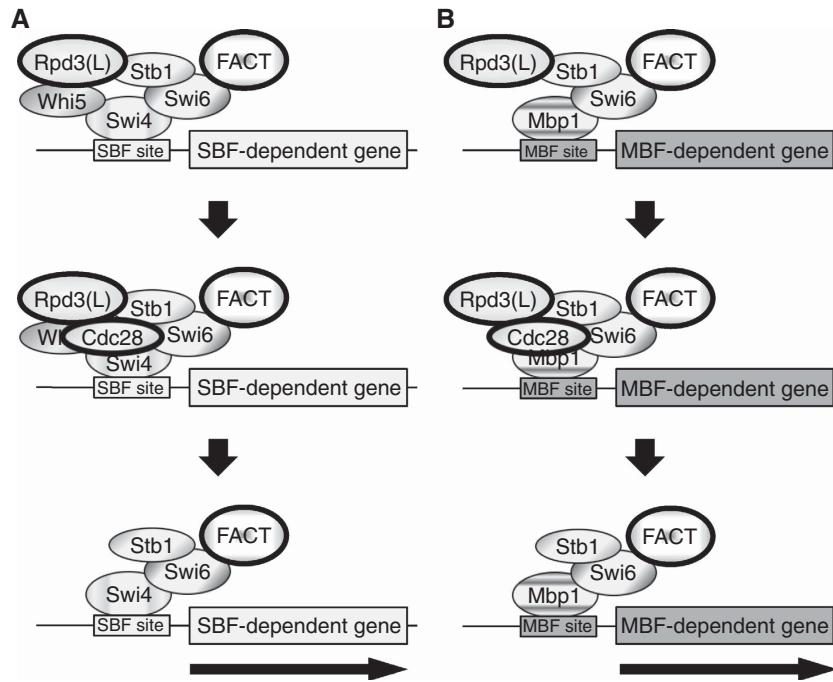 A
Rpd3(L)
Stb1
FACT
Whi5
Swi6
Swi4
SBF site
SBF-dependent gene
Rpd3(L)
Stb1
FACT
Wh
Cdc28
Swi6
Swi4
SBF site
SBF-dependent gene
FACT
Stb1
Swi6
Swi4
SBF site
SBF-dependent gene
B
Rpd3(L)
Stb1
FACT
Swi6
Mbp1
MBF site
MBF-dependent gene
Rpd3(L)
Stb1
FACT
Cdc28
Swi6
Mbp1
MBF site
MBF-dependent gene
FACT
Stb1
Swi6
Mbp1
MBF site
MBF-dependent gene